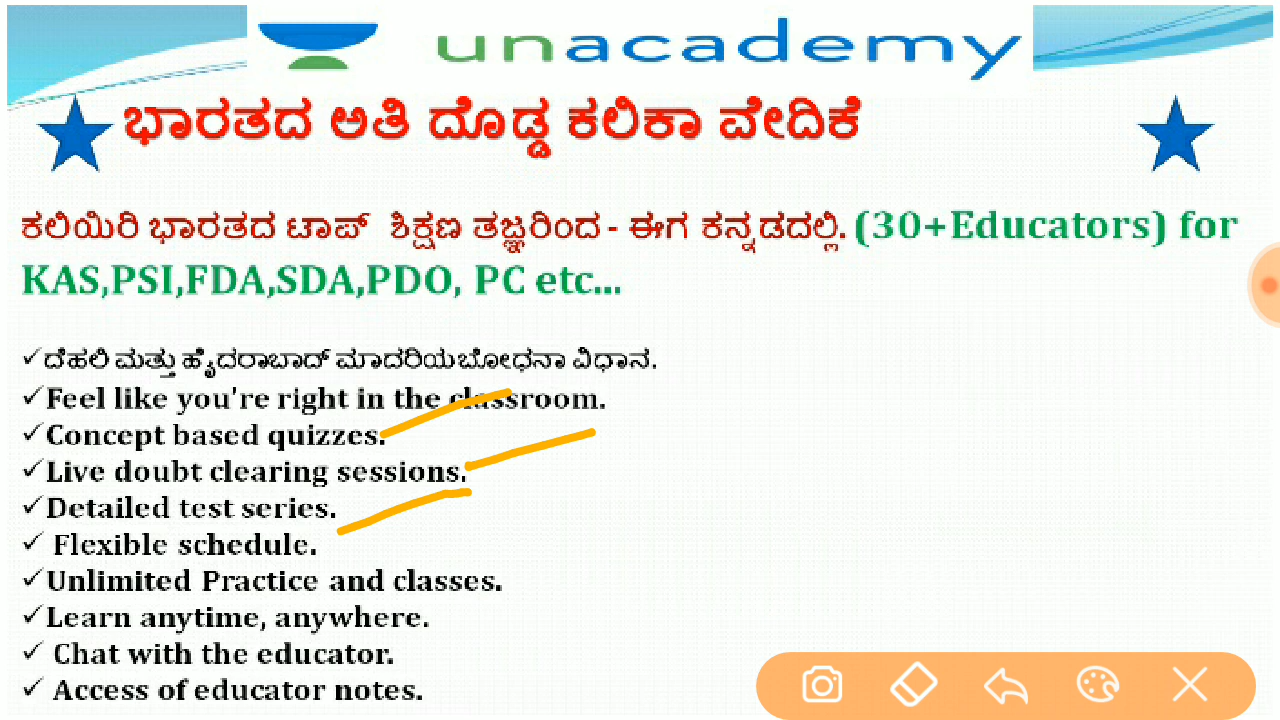 unacademy
ಭಾರತದ ಅತಿ ದೊಡ್ಡ ಕಲಿಕಾ ವೇದಿಕೆ
ಕಲಿಯಿರಿ ಭಾರತದ ಟಾಪ್ ಶಿಕ್ಷಣ ತಜ್ಞರಿಂದ - ಈಗ ಕನ್ನಡದಲ್ಲಿ. (30+Educators) for
KAS,PSI,FDA,SDA,PDO, PC etc...
✓ದೆಹಲಿ ಮತ್ತು ಹೈದರಾಬಾದ್ ಮಾದರಿಯ ಬೋಧನಾ ವಿಧಾನ.
✓Feel like you're right in the classroom.
✓Concept based quizzes.
✓Live doubt clearing sessions.
✓Detailed test series.
✓ Flexible schedule.
✓Unlimited Practice and classes.
✓Learn anytime, anywhere.
✓ Chat with the educator.
✓ Access of educator notes.